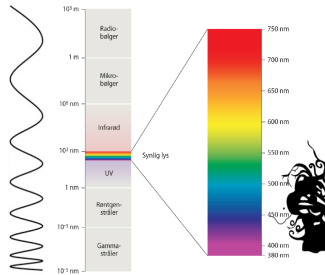 10³ m
Radio-
bølger
1 m
Mikro-
bølger
10⁶ nm
Infrarød
10³ nm
Synlig lys
UV
1 nm
Røntgen-
stråler
10⁻³ nm
Gamma-
stråler
10⁻⁵ nm
750 nm
700 nm
650 nm
600 nm
550 nm
500 nm
450 nm
400 nm
380 nm